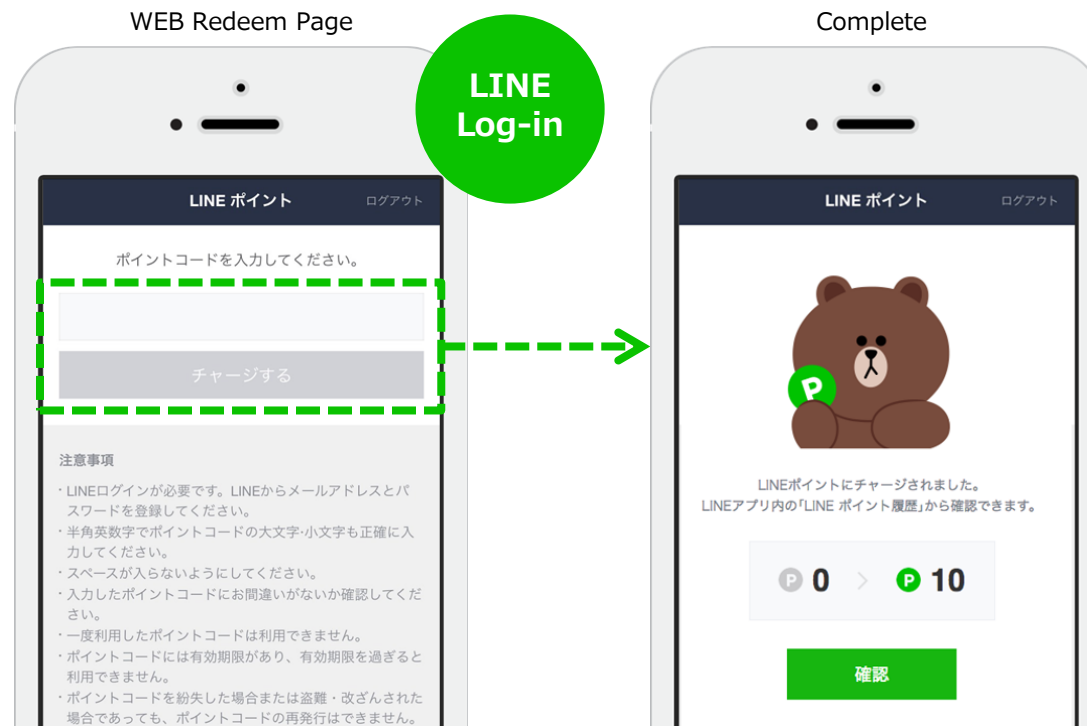 WEB Redeem Page
LINE
Log-in
Complete
LINE ポイント
ログアウト
ポイントコードを入力してください。
チャージする
注意事項
・LINEログインが必要です。LINEからメールアドレスとパ
スワードを登録してください。
・半角英数字でポイントコードの大文字･小文字も正確に入
力してください。
・スペースが入らないようにしてください。
・入力したポイントコードにお間違いがないか確認してくだ
さい。
・一度利用したポイントコードは利用できません。
・ポイントコードには有効期限があり、有効期限を過ぎると
利用できません。
・ポイントコードを紛失した場合または盗難・改ざんされた
場合であっても、ポイントコードの再発行はできません。
LINE ポイント
ログアウト
P
LINEポイントにチャージされました。
LINEアプリ内の｢LINE ポイント履歴｣から確認できます。
P 0 > P 10
確認